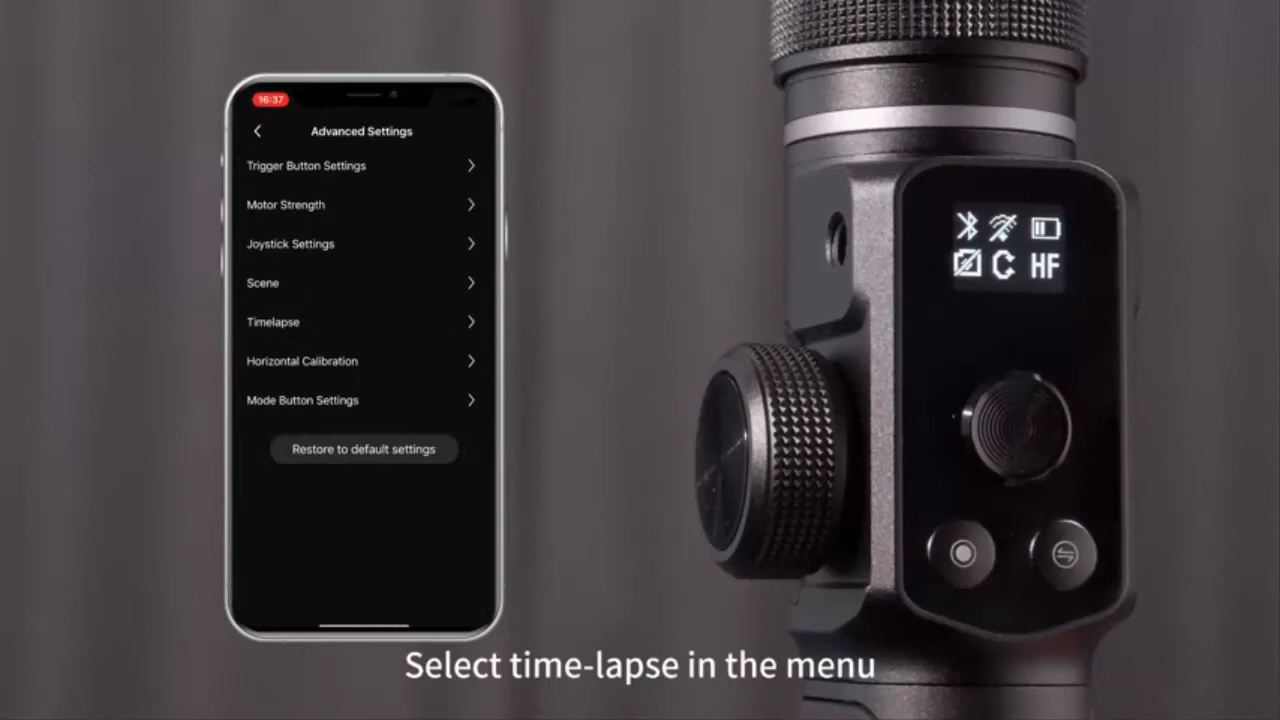 16:37
Advanced Settings
Trigger Button Settings
Motor Strength
Joystick Settings
Scene
Timelapse
Horizontal Calibration
Mode Button Settings
Restore to default settings
HF
Select time-lapse in the menu